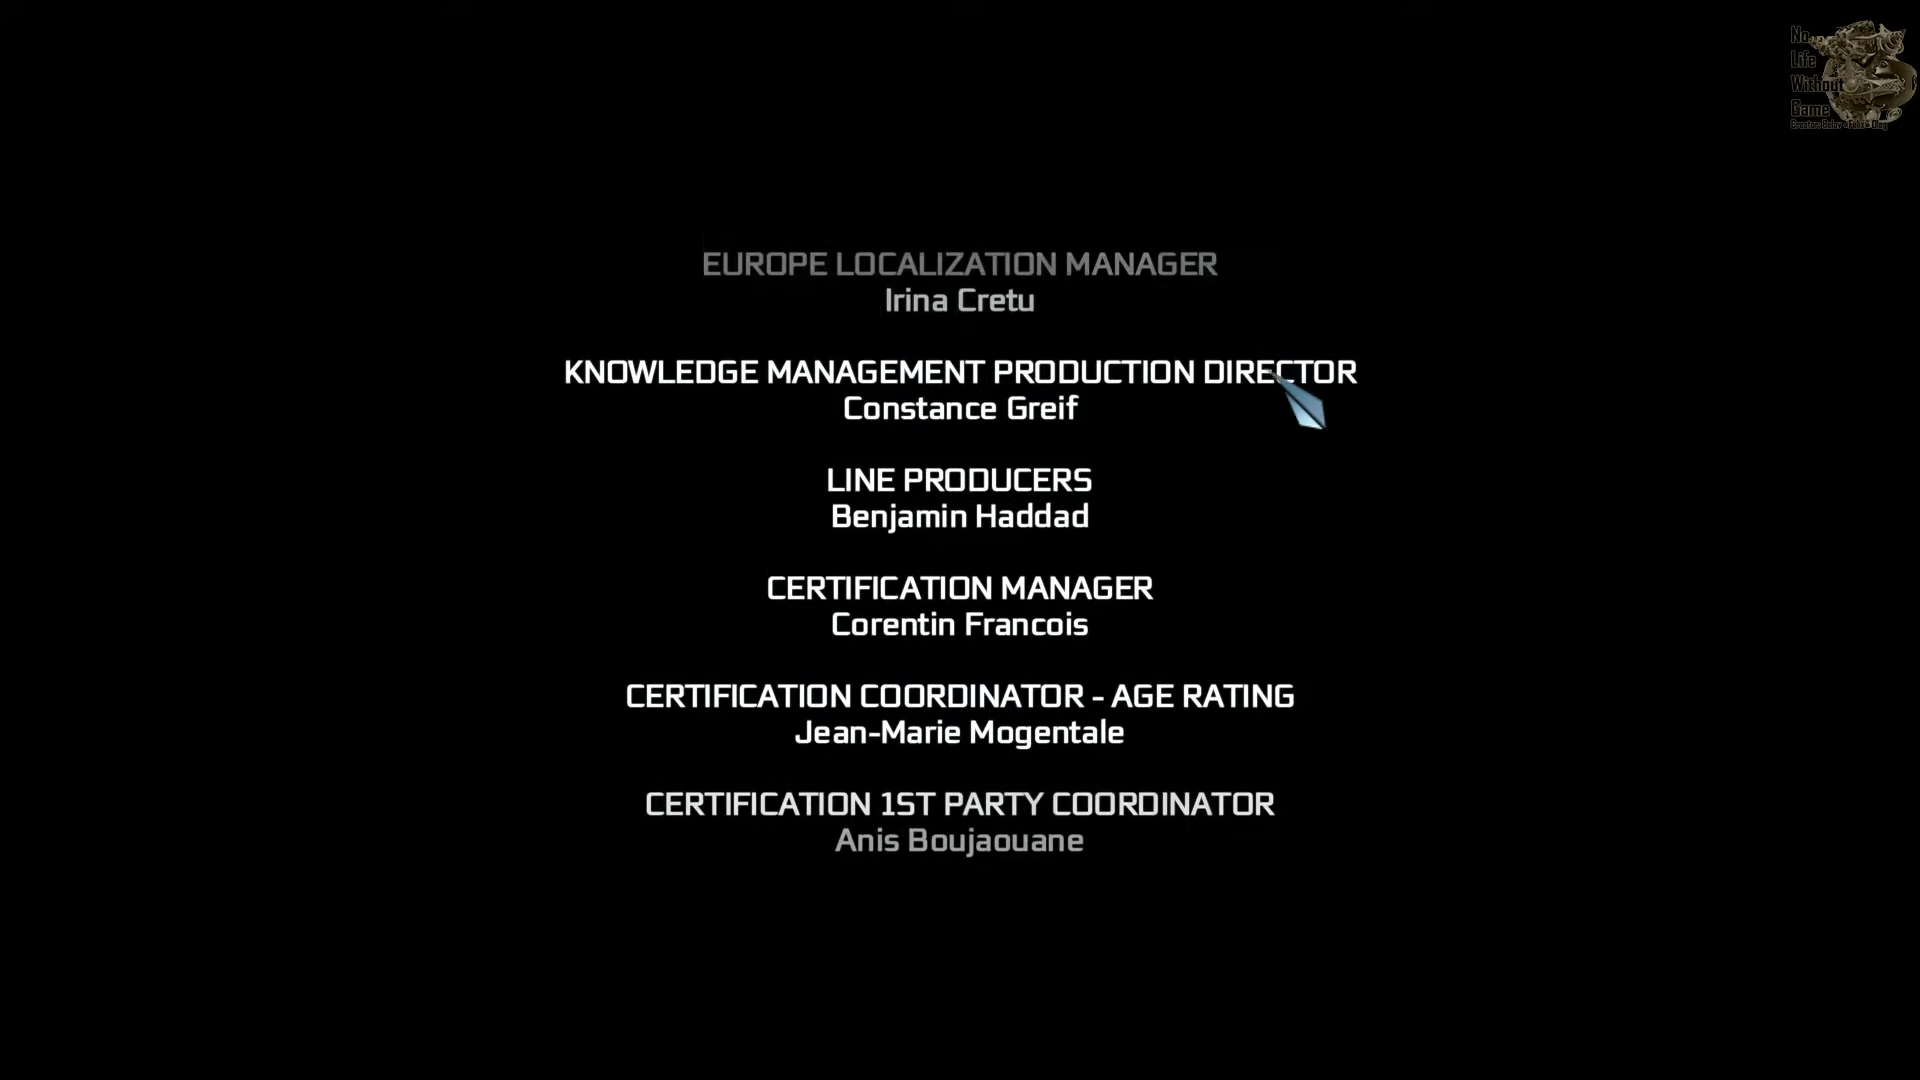 No
Life
Without
Game
EUROPE LOCALIZATION MANAGER
Irina Cretu
KNOWLEDGE MANAGEMENT PRODUCTION DIRECTOR
Constance Greif
LINE PRODUCERS
Benjamin Haddad
CERTIFICATION MANAGER
Corentin Francois
CERTIFICATION COORDINATOR - AGE RATING
Jean-Marie Mogentale
CERTIFICATION 1ST PARTY COORDINATOR
Anis Boujaouane